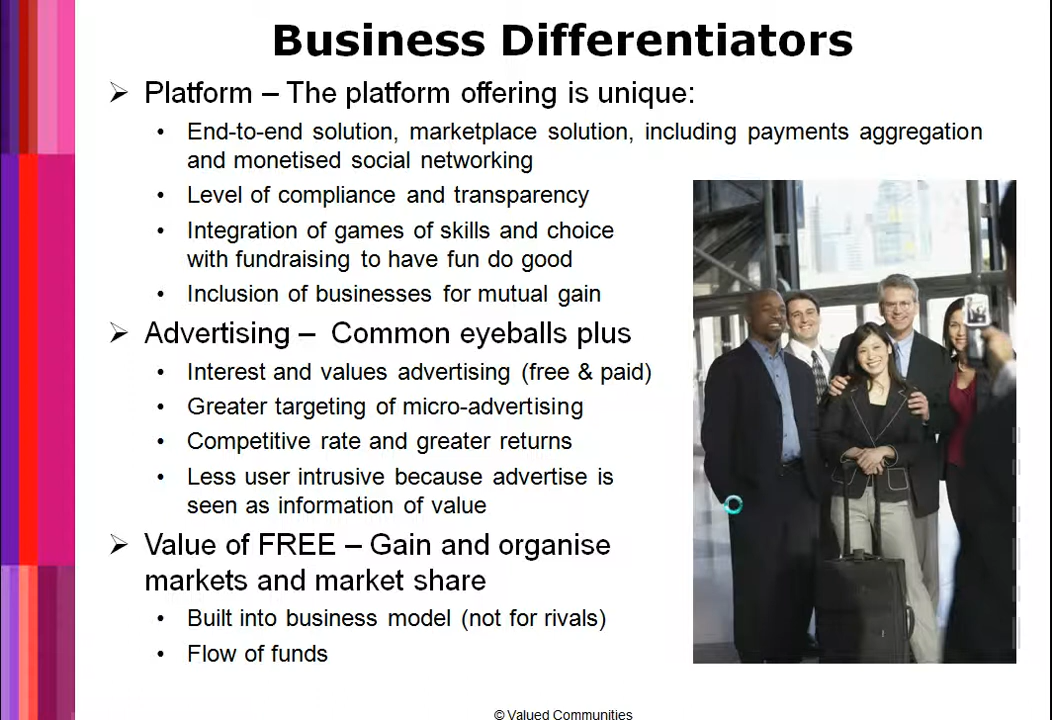 Business Differentiators
➢ Platform – The platform offering is unique:
• End-to-end solution, marketplace solution, including payments aggregation
and monetised social networking
• Level of compliance and transparency
• Integration of games of skills and choice
with fundraising to have fun do good
• Inclusion of businesses for mutual gain
➢ Advertising – Common eyeballs plus
• Interest and values advertising (free & paid)
• Greater targeting of micro-advertising
• Competitive rate and greater returns
• Less user intrusive because advertise is
seen as information of value
➢ Value of FREE – Gain and organise
markets and market share
• Built into business model (not for rivals)
• Flow of funds
© Valued Communities